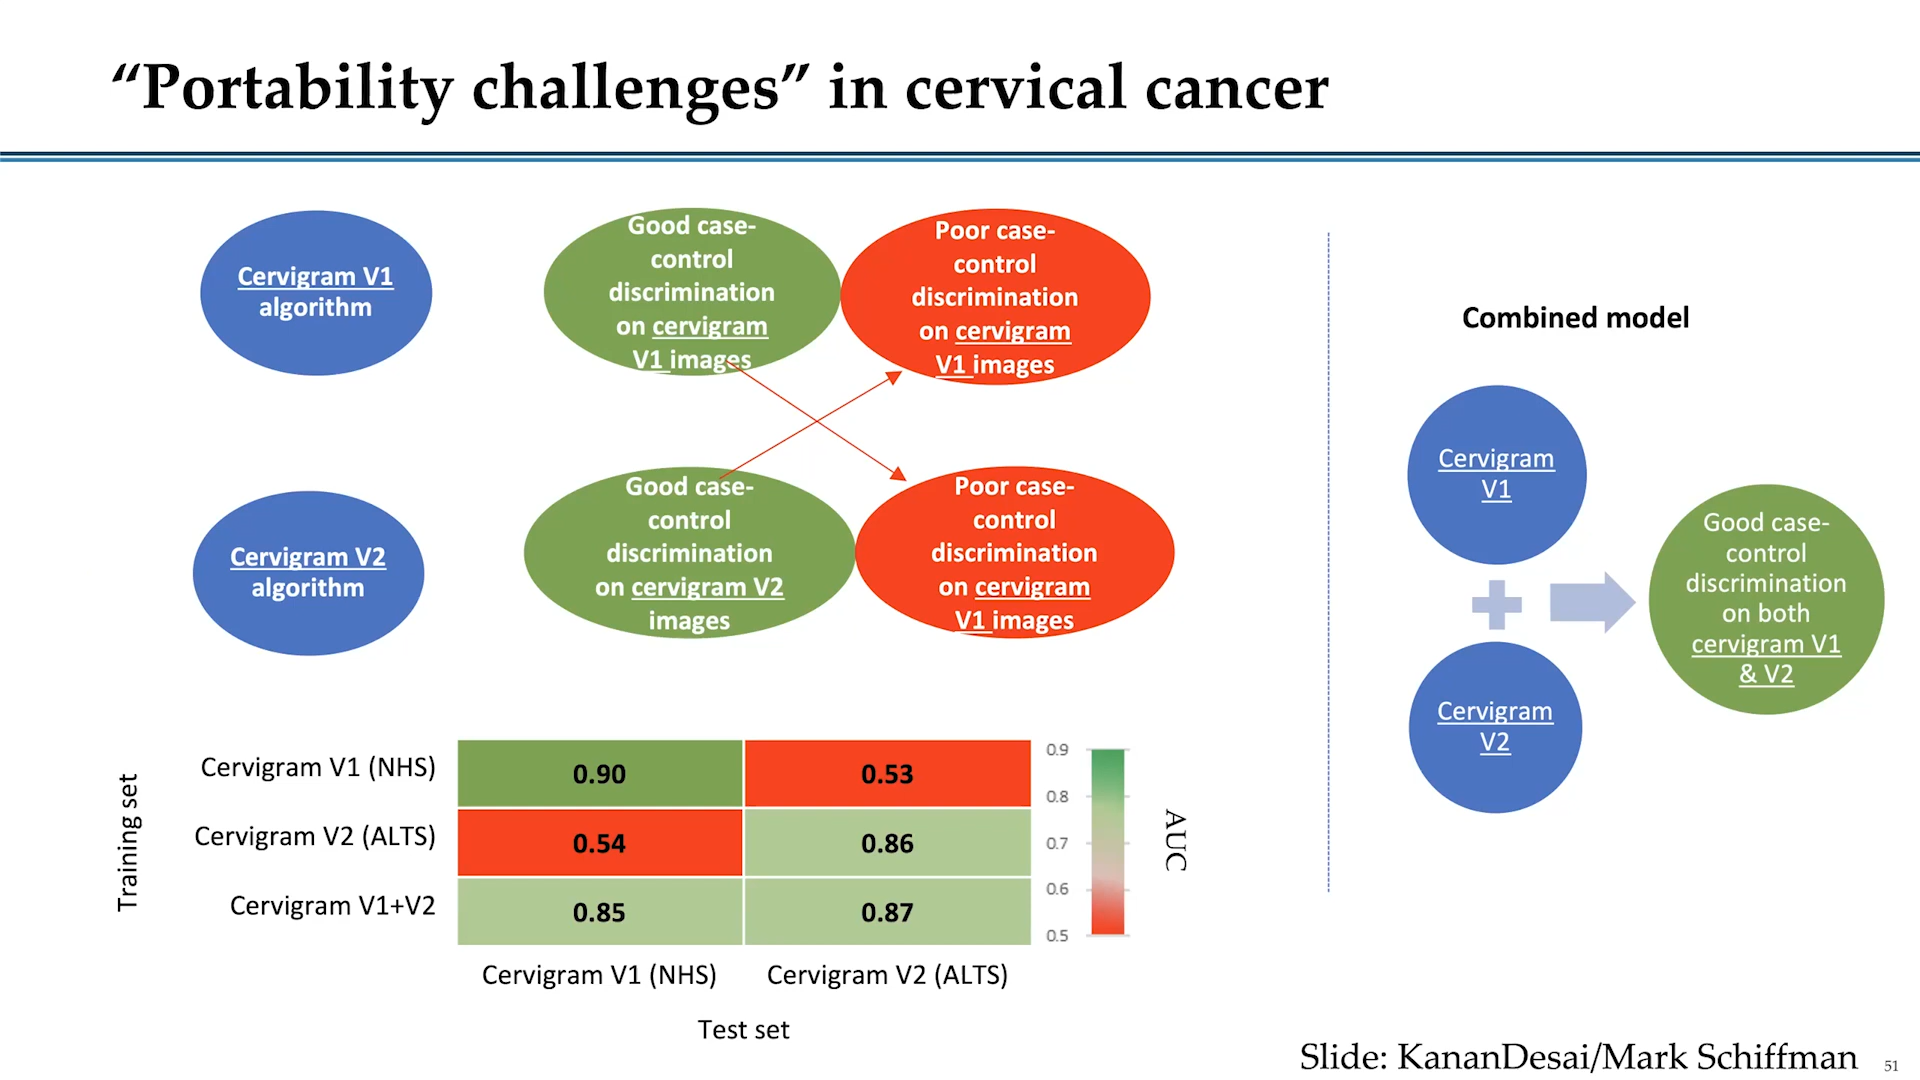 “Portability challenges” in cervical cancer
Cervigram V1
algorithm
Good case-
control
discrimination
on cervigram
V1 images
Poor case-
control
discrimination
on cervigram
V1 images
Cervigram V2
algorithm
Good case-
control
discrimination
on cervigram V2
images
Poor case-
control
discrimination
on cervigram
V1 images
Combined model
Cervigram
V1
Cervigram
V2
Good case-
control
discrimination
on both
cervigram V1
& V2
Training set
Cervigram V1 (NHS)
0.90
0.53
Cervigram V2 (ALTS)
0.54
0.86
Cervigram V1+V2
0.85
0.87
Cervigram V1 (NHS)
Cervigram V2 (ALTS)
Test set
0.9
0.8
0.7
0.6
0.5
AUC
Slide: KananDesai/Mark Schiffman
51